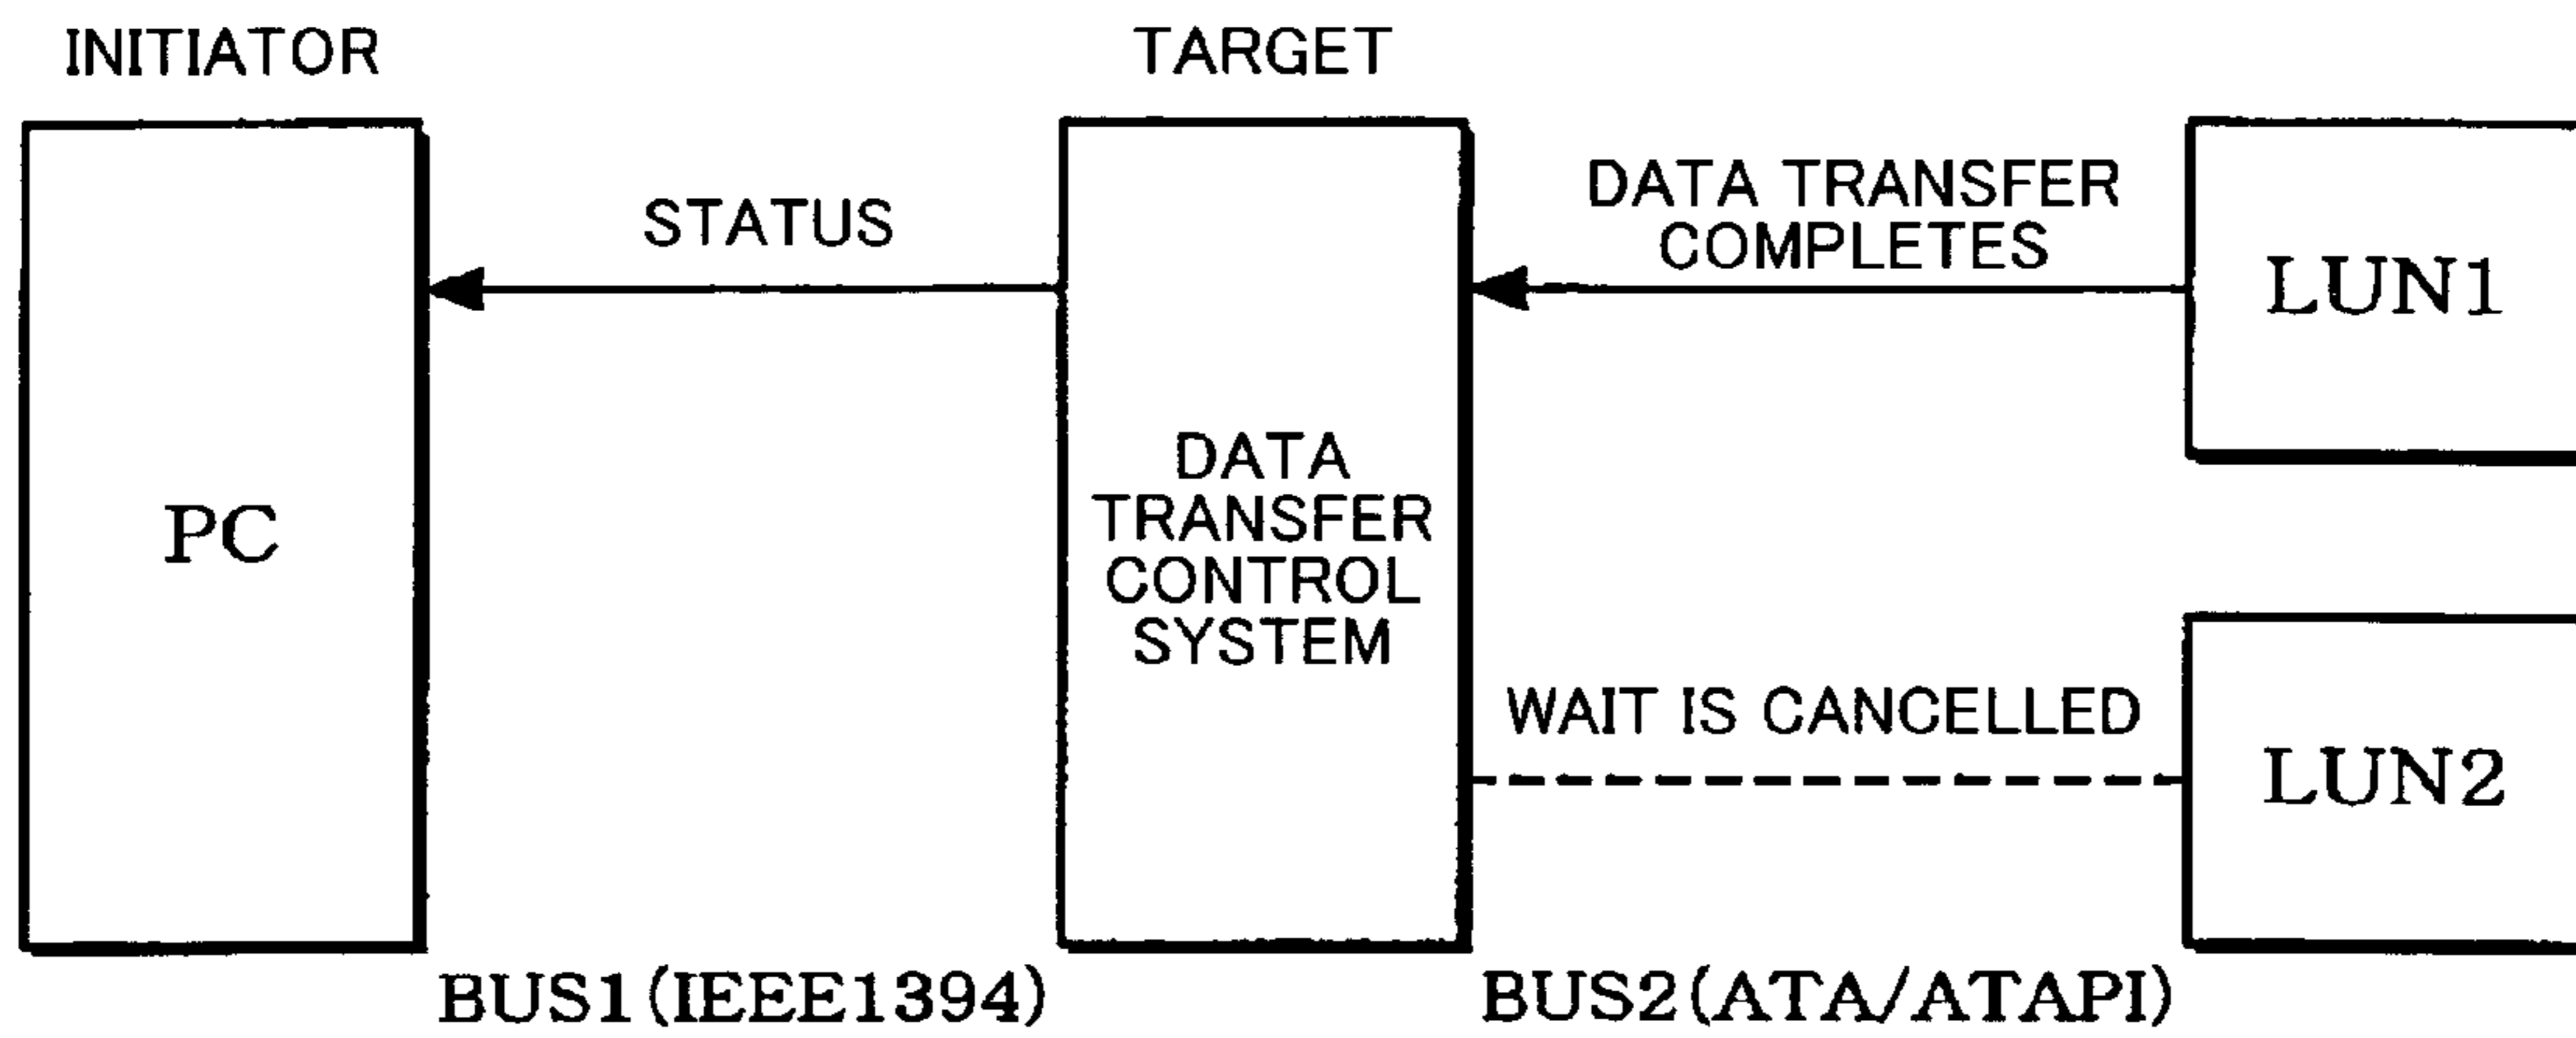 INITIATOR
TARGET
STATUS
DATA TRANSFER
COMPLETES
LUN1
PC
DATA
TRANSFER
CONTROL
SYSTEM
WAIT IS CANCELLED
LUN2
BUS1(IEEE1394)
BUS2(ATA/ATAPI)